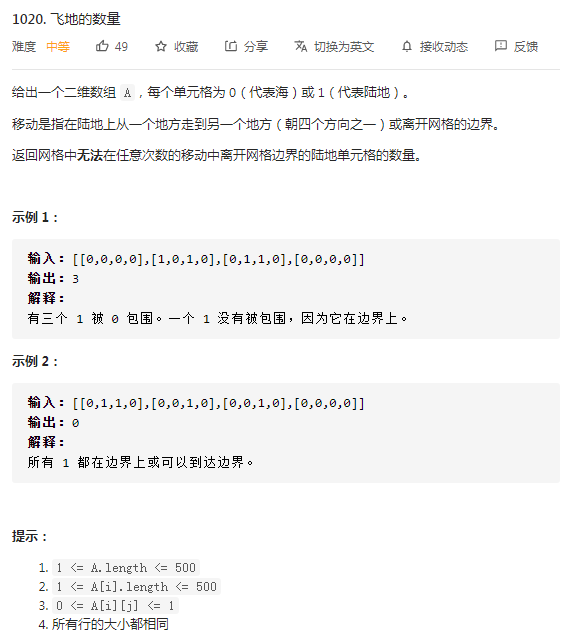 1020. 飞地的数量
难度 中等 49 收藏 分享 切换为英文 接收动态 反馈
给出一个二维数组 A，每个单元格为 0（代表海）或 1（代表陆地）。
移动是指在陆地上从一个地方走到另一个地方（朝四个方向之一）或离开网格的边界。
返回网格中无法在任意次数的移动中离开网格边界的陆地单元格的数量。
示例 1：
输入：[[0,0,0,0],[1,0,1,0],[0,1,1,0],[0,0,0,0]]
输出：3
解释：
有三个 1 被 0 包围。一个 1 没有被包围，因为它在边界上。
示例 2：
输入：[[0,1,1,0],[0,0,1,0],[0,0,1,0],[0,0,0,0]]
输出：0
解释：
所有 1 都在边界上或可以到达边界。
提示：
1. 1 <= A.length <= 500
2. 1 <= A[i].length <= 500
3. 0 <= A[i][j] <= 1
4. 所有行的大小都相同